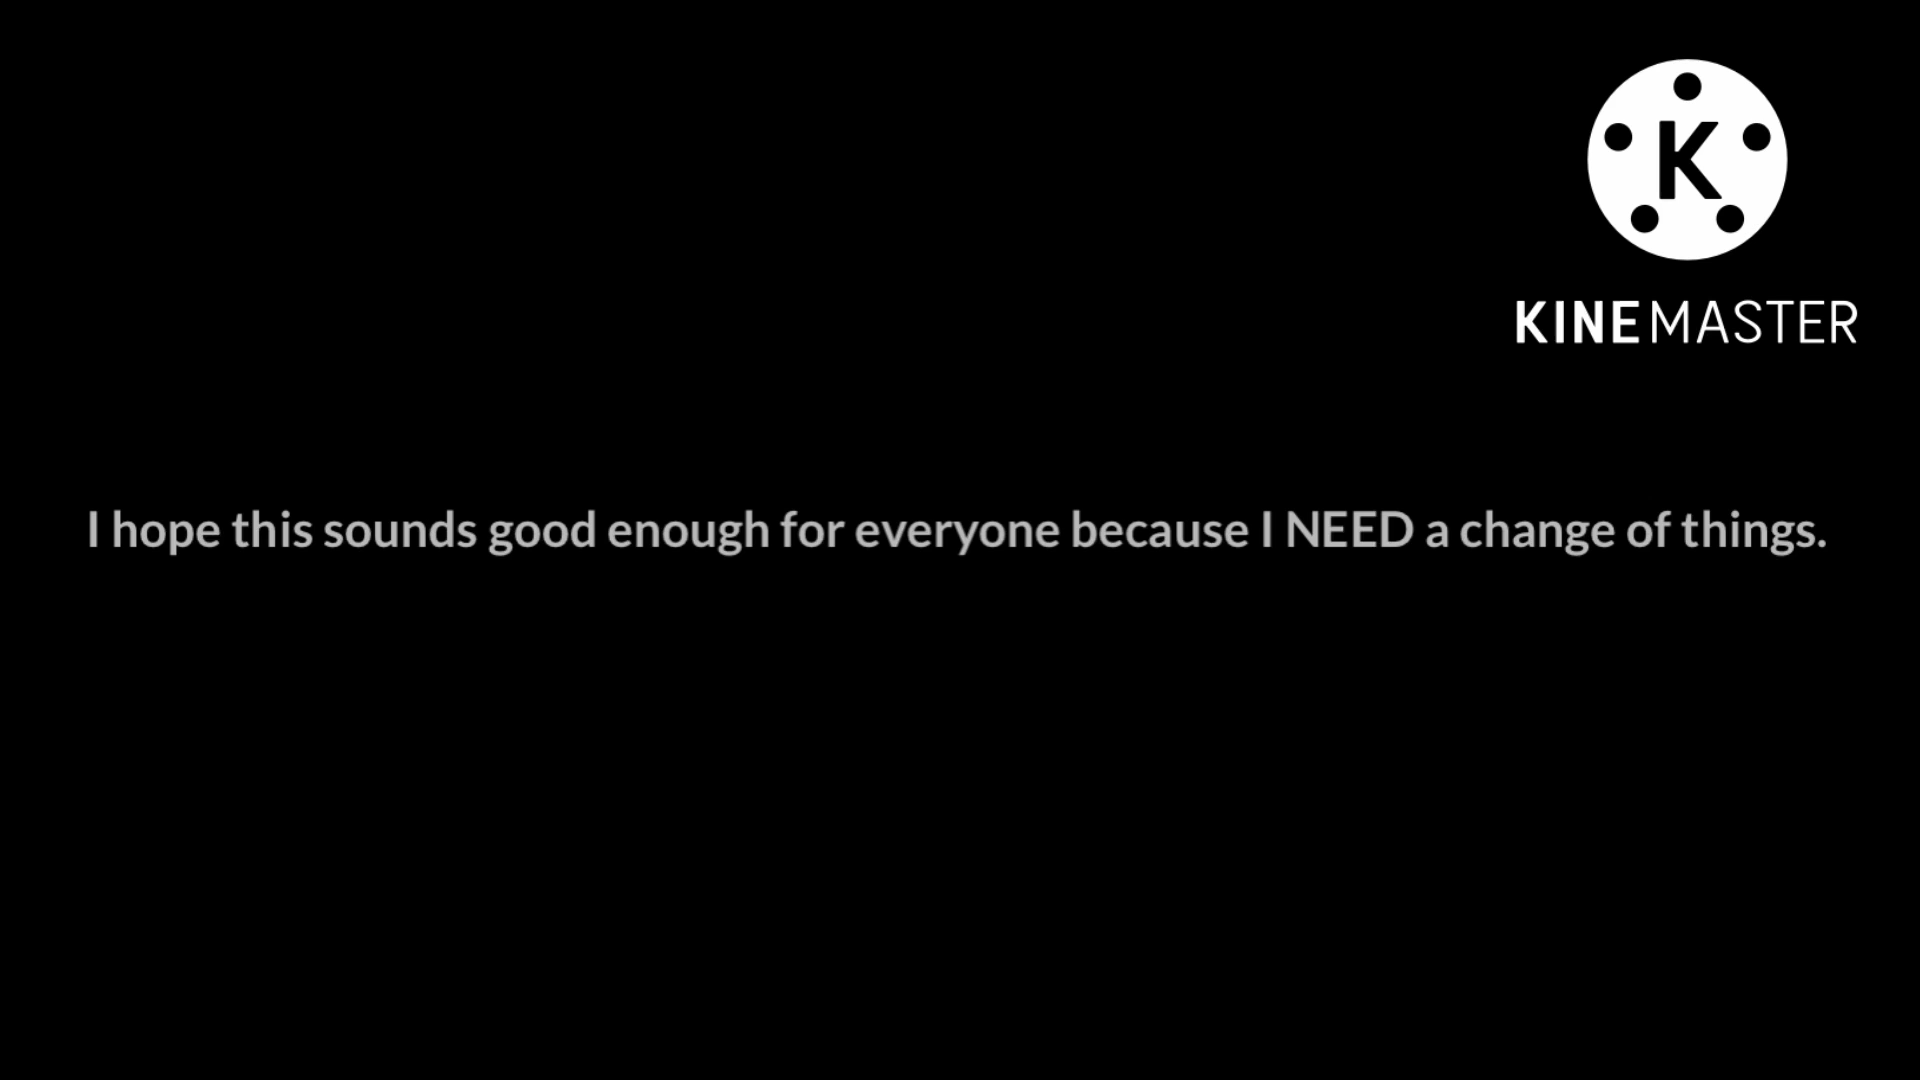 K
KINEMASTER
I hope this sounds good enough for everyone because I NEED a change of things.